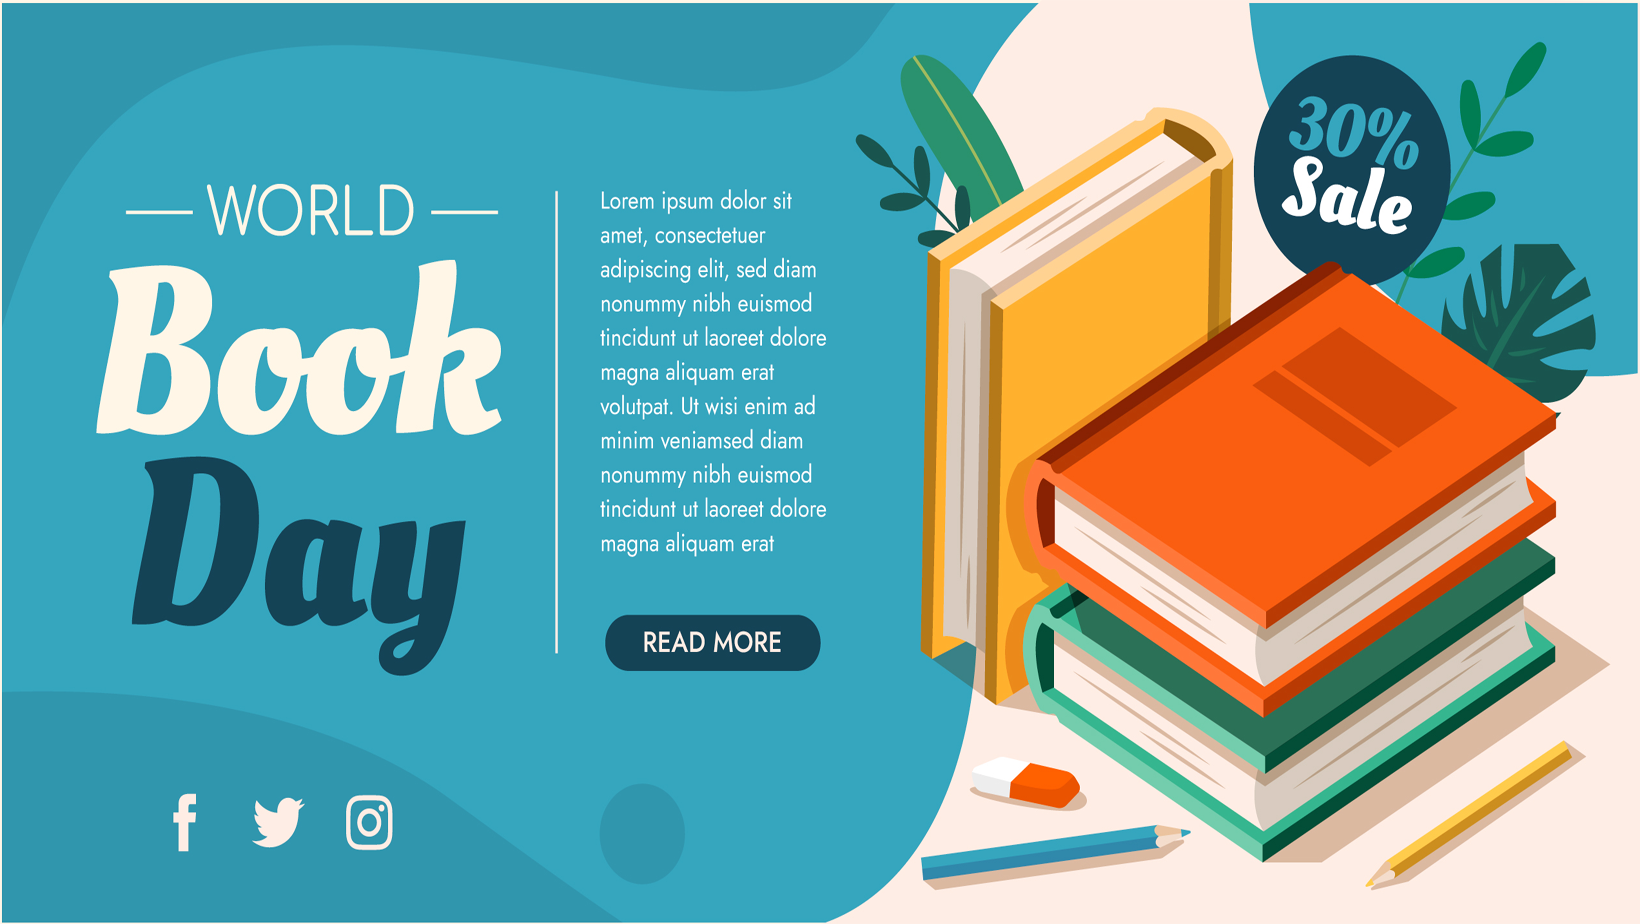 WORLD
Book
Day
Lorem ipsum dolor sit
amet, consectetuer
adipiscing elit, sed diam
nonummy nibh euismod
tincidunt ut laoreet dolore
magna aliquam erat
volutpat. Ut wisi enim ad
minim veniamsed diam
nonummy nibh euismod
tincidunt ut laoreet dolore
magna aliquam erat
READ MORE
30%
Sale